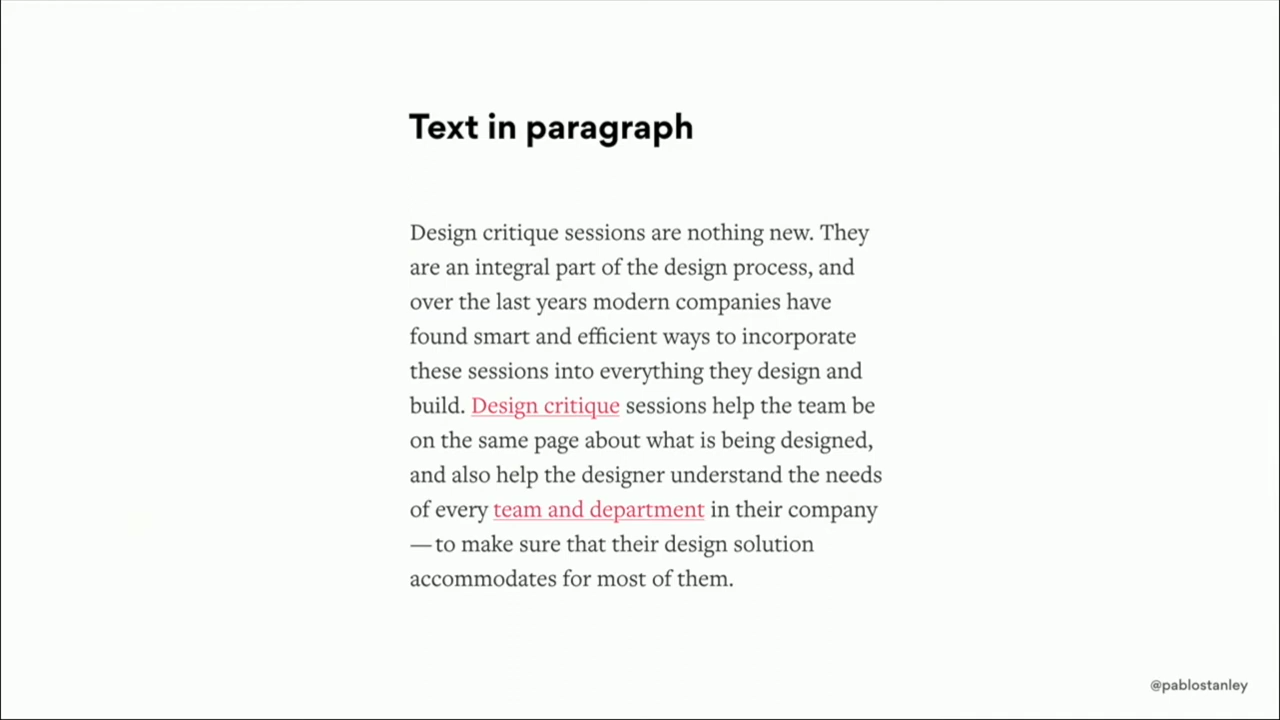 Text in paragraph
Design critique sessions are nothing new. They
are an integral part of the design process, and
over the last years modern companies have
found smart and efficient ways to incorporate
these sessions into everything they design and
build. Design critique sessions help the team be
on the same page about what is being designed,
and also help the designer understand the needs
of every team and department in their company
— to make sure that their design solution
accommodates for most of them.
@pablostanley